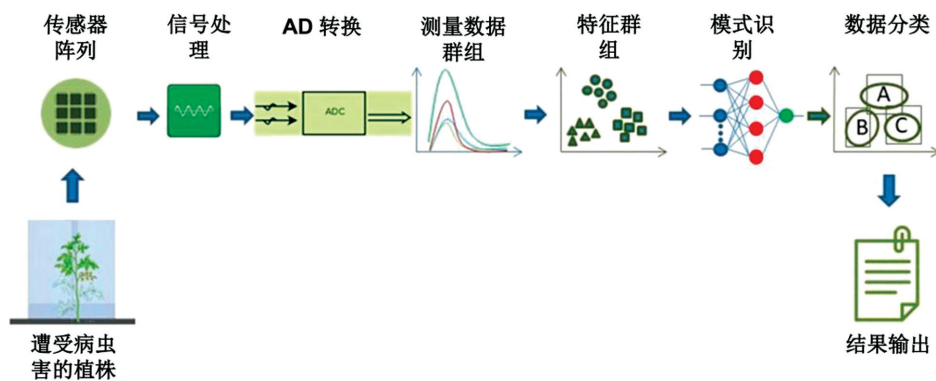 传感器
阵列
信号处
理
AD 转换
测量数据
群组
特征群
组
模式识
别
数据分类
ADC
A
B
C
遭受病虫
害的植株
结果输出